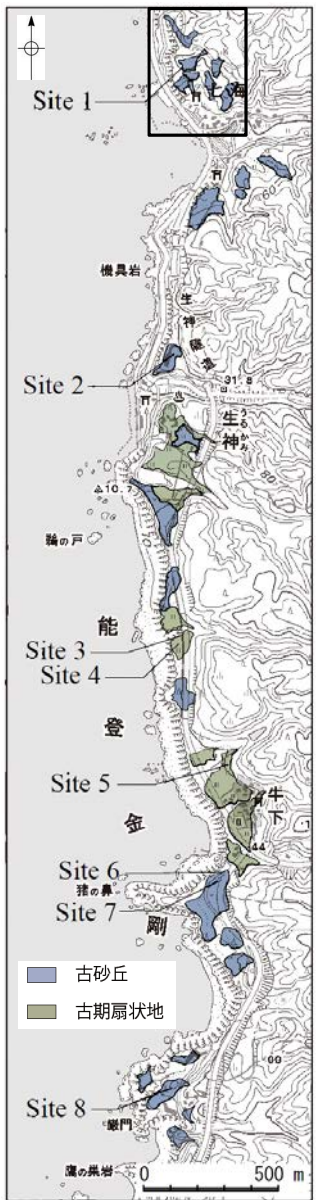 Site 1
七海
60
機具岩
生神隧道
Site 2
31.8
生神
うるかみ
80
10.7
鵜の戸
能登金剛
Site 3
Site 4
Site 5
牛下
44
Site 6
猪の鼻
Site 7
古砂丘
古期扇状地
Site 8
巌門
鷹の巣岩
0 500 m